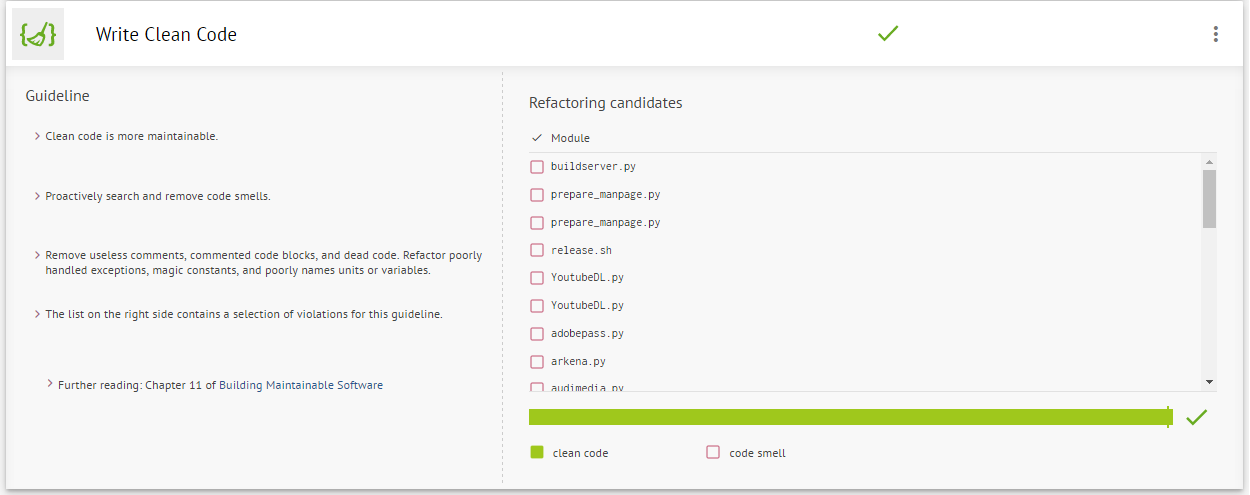 Write Clean Code
Guideline
Clean code is more maintainable.
Proactively search and remove code smells.
Remove useless comments, commented code blocks, and dead code. Refactor poorly
handled exceptions, magic constants, and poorly names units or variables.
The list on the right side contains a selection of violations for this guideline.
Further reading: Chapter 11 of Building Maintainable Software
Refactoring candidates
Module
buildserver.py
prepare_manpage.py
prepare_manpage.py
release.sh
YoutubeDL.py
YoutubeDL.py
adobepass.py
arkena.py
audimedia.py
clean code
code smell